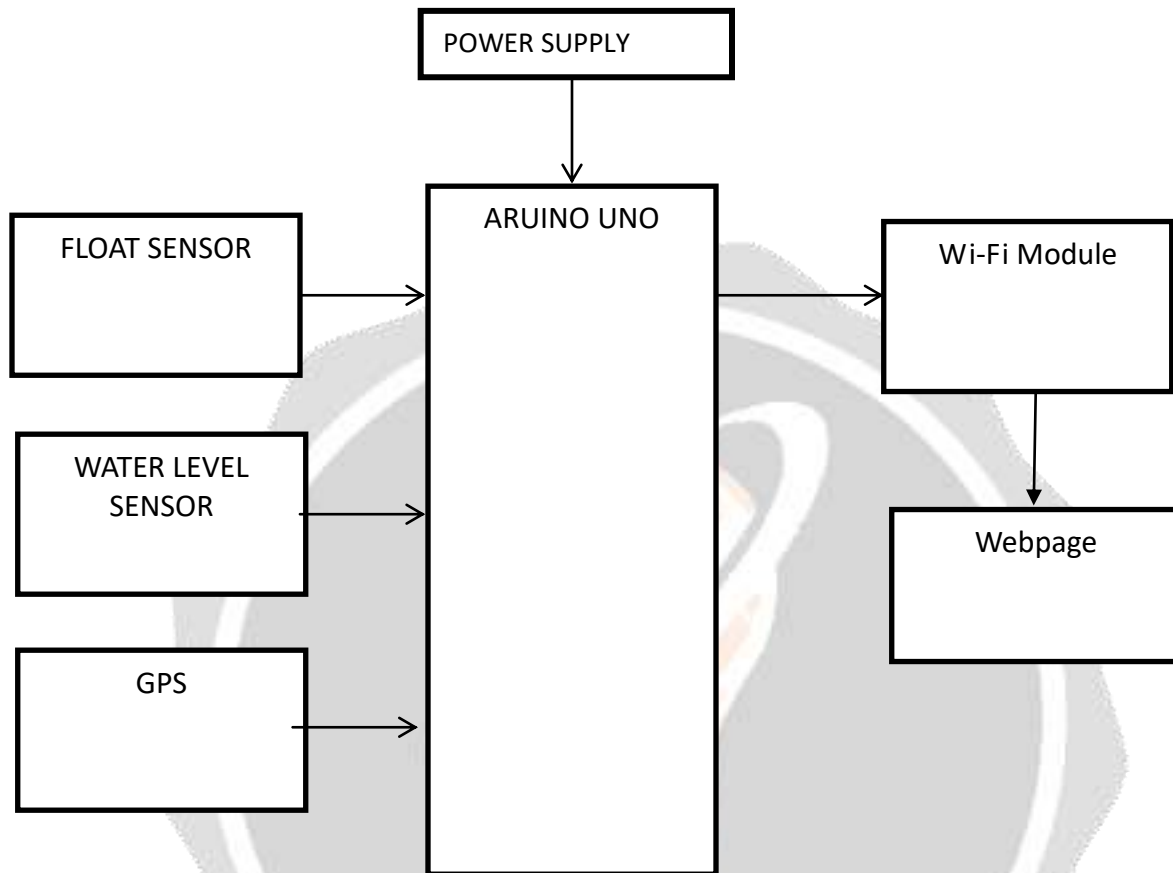 POWER SUPPLY
ARUINO UNO
FLOAT SENSOR
Wi-Fi Module
WATER LEVEL
SENSOR
Webpage
GPS